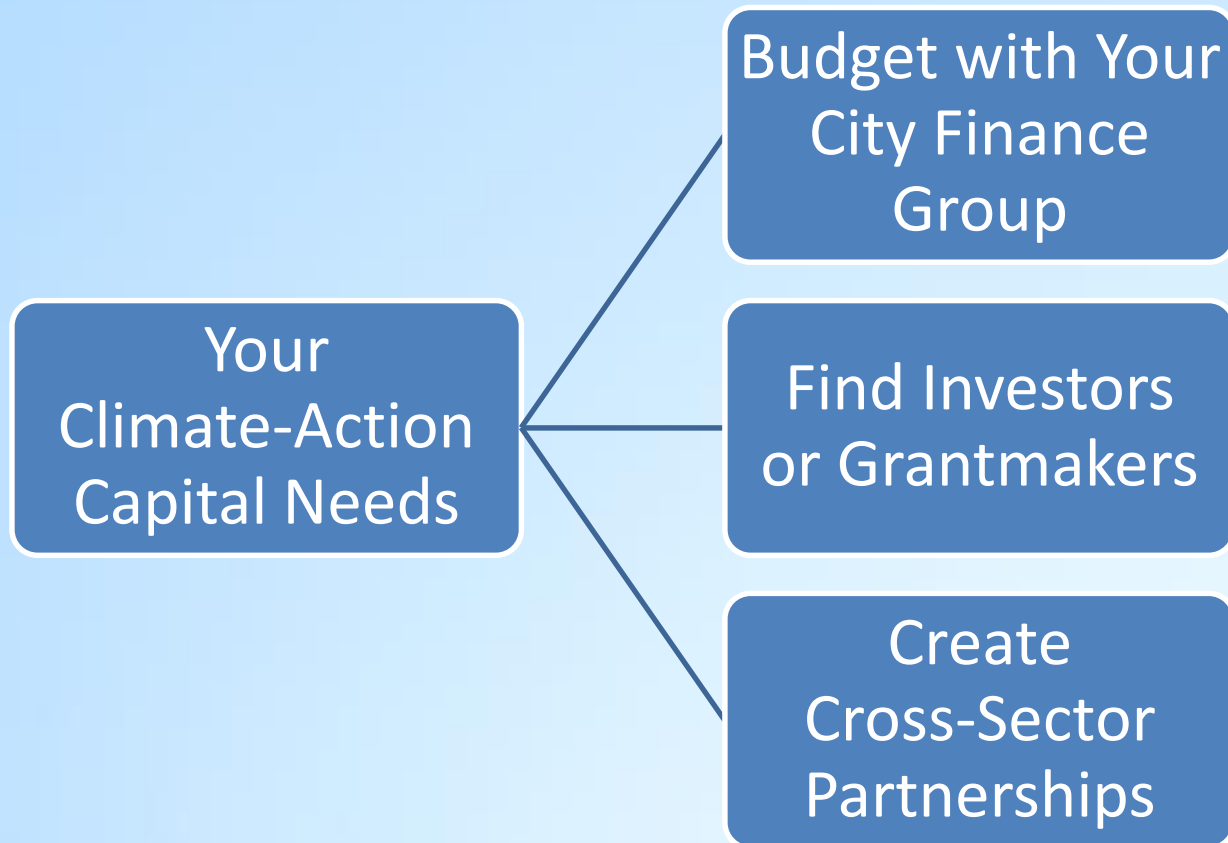 Your
Climate-Action
Capital Needs
Budget with Your
City Finance
Group
Find Investors
or Grantmakers
Create
Cross-Sector
Partnerships